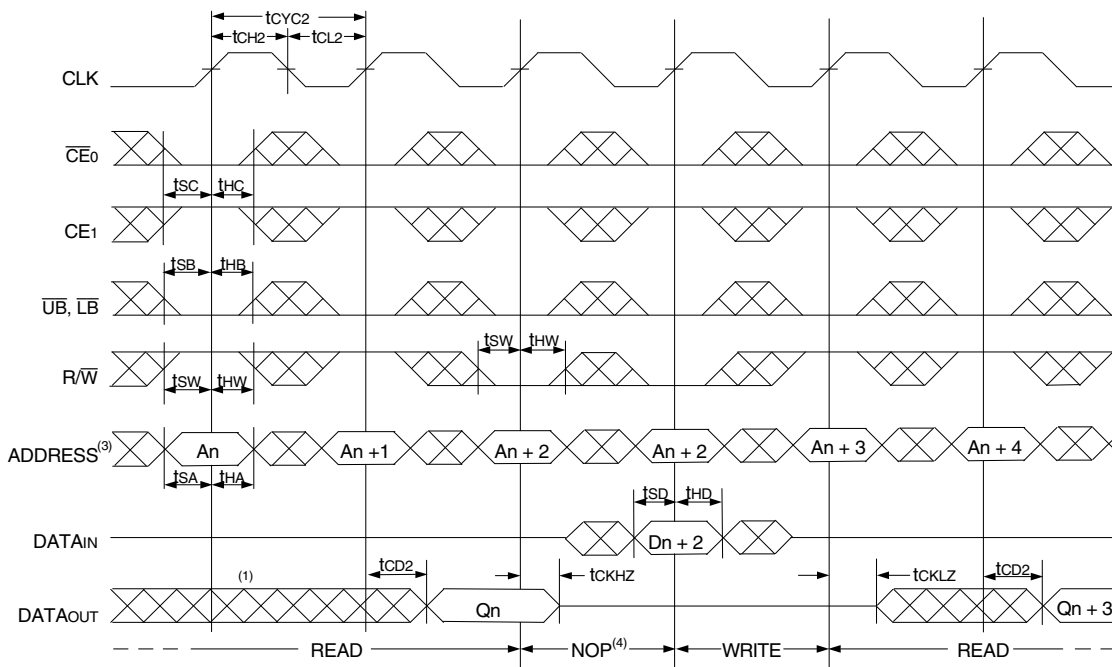 tCYC2
tCH2 tCL2
CLK
CE0
tSC tHC
CE1
tSB tHB
UB, LB
tSW tHW
R/W
tSW tHW
ADDRESS(3) An An +1 An + 2 An + 2 An + 3 An + 4
tSA tHA
tSD tHD
DATAIN Dn + 2
(1) tCD2 tCKHZ tCKLZ tCD2
DATAOUT Qn Qn + 3
READ NOP(4) WRITE READ